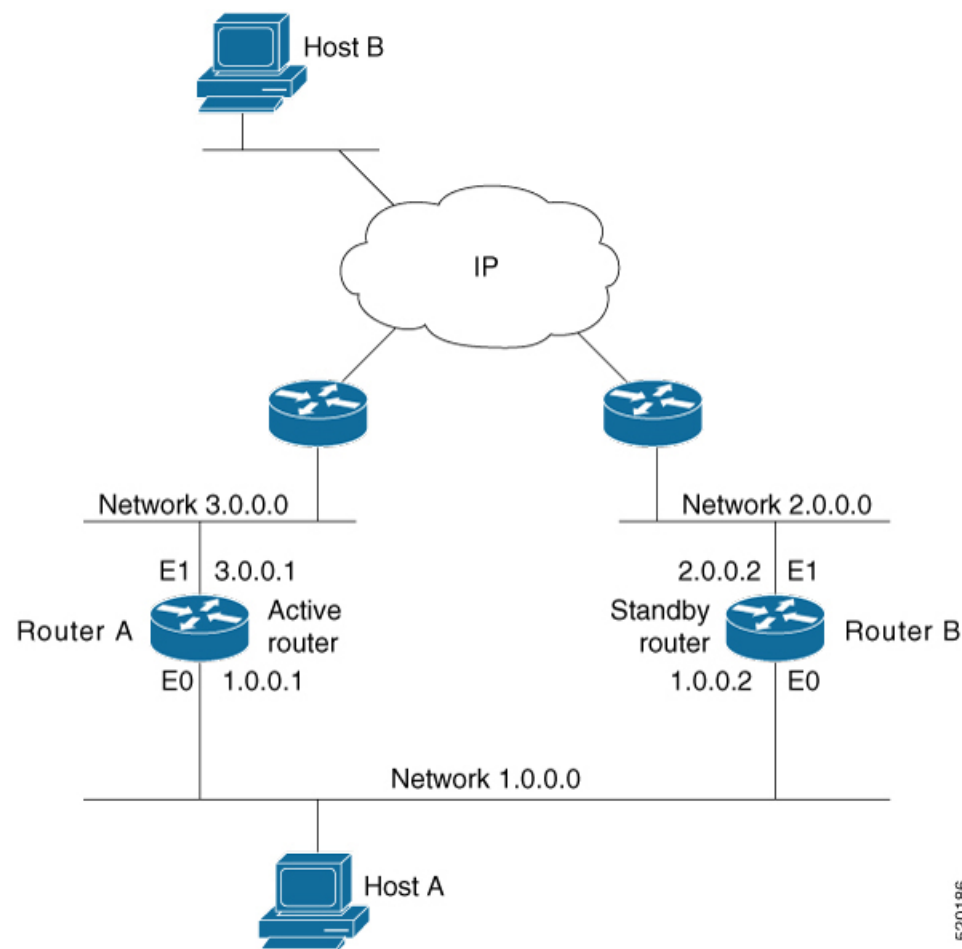 Host B
IP
Network 3.0.0.0
Network 2.0.0.0
E1 3.0.0.1
2.0.0.2 E1
Router A
Active
router
Standby
router
Router B
E0 1.0.0.1
1.0.0.2 E0
Network 1.0.0.0
Host A
520186